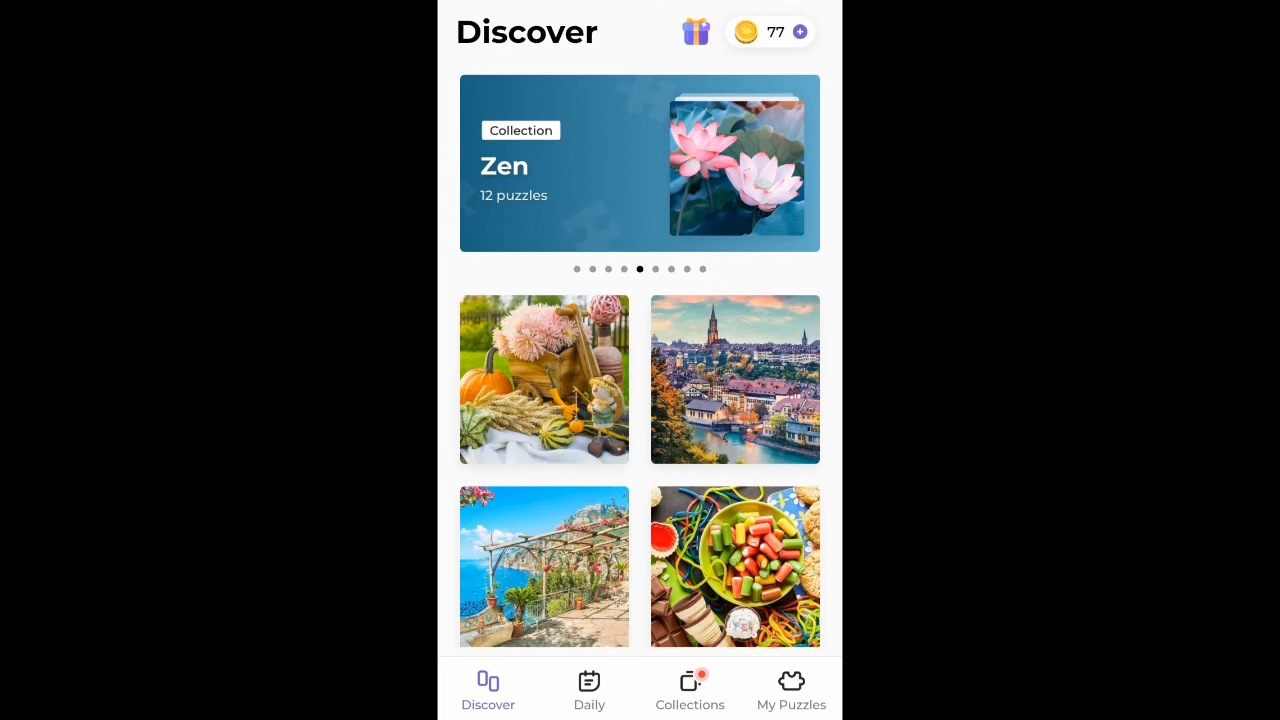 Discover
77
Collection
Zen
12 puzzles
Discover
Daily
Collections
My Puzzles